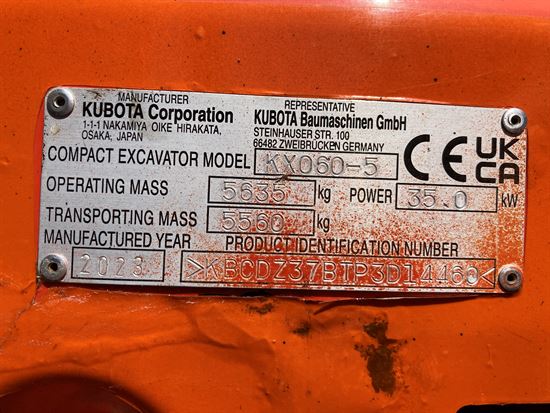 MANUFACTURER
KUBOTA Corporation
1-1-1 NAKAMIYA OIKE HIRAKATA,
OSAKA, JAPAN
REPRESENTATIVE
KUBOTA Baumaschinen GmbH
STEINHAUSER STR. 100
66482 ZWEIBRÜCKEN GERMANY
COMPACT EXCAVATOR MODEL KX060-5
CE UK CA
OPERATING MASS 5635 kg POWER 35.0 kW
TRANSPORTING MASS 5560 kg
MANUFACTURED YEAR PRODUCT IDENTIFICATION NUMBER
2023 >KBCDZ37BTP3D14460<